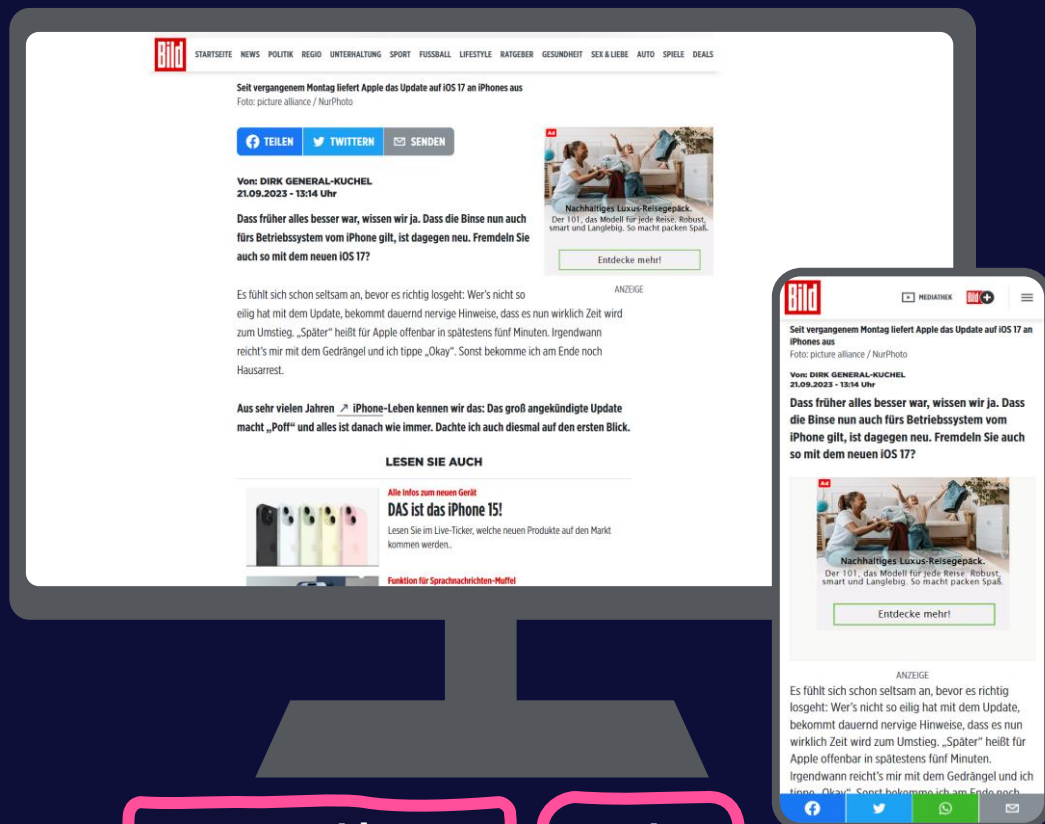 Bild
STARTSEITE NEWS POLITIK REGIO UNTERHALTUNG SPORT FUSSBALL LIFESTYLE RATGEBER GESUNDHEIT SEX & LIEBE AUTO SPIELE DEALS
Seit vergangenem Montag liefert Apple das Update auf iOS 17 an iPhones aus
Foto: picture alliance / NurPhoto
TEILEN TWITTERN SENDEN
Von: DIRK GENERAL-KUCHEL
21.09.2023 - 13:14 Uhr
Dass früher alles besser war, wissen wir ja. Dass die Binse nun auch
fürs Betriebssystem vom iPhone gilt, ist dagegen neu. Fremdeln Sie
auch so mit dem neuen iOS 17?
Ad
Nachhaltiges Luxus-Reisegepäck.
Der 101, das Modell für jede Reise. Robust,
smart und Langlebig. So macht packen Spaß.
Entdecke mehr!
ANZEIGE
Es fühlt sich schon seltsam an, bevor es richtig losgeht: Wer's nicht so
eilig hat mit dem Update, bekommt dauernd nervige Hinweise, dass es nun wirklich Zeit wird
zum Umstieg. „Später" heißt für Apple offenbar in spätestens fünf Minuten. Irgendwann
reicht's mir mit dem Gedrängel und ich tippe „Okay". Sonst bekomme ich am Ende noch
Hausarrest.
Aus sehr vielen Jahren ↗ iPhone-Leben kennen wir das: Das groß angekündigte Update
macht „Poff" und alles ist danach wie immer. Dachte ich auch diesmal auf den ersten Blick.
LESEN SIE AUCH
Alle Infos zum neuen Gerät
DAS ist das iPhone 15!
Lesen Sie im Live-Ticker, welche neuen Produkte auf den Markt
kommen werden..
Funktion für Sprachnachrichten-Muffel
Bild
MEDIATHEK Bild+
Seit vergangenem Montag liefert Apple das Update auf iOS 17 an
iPhones aus
Foto: picture alliance / NurPhoto
Von: DIRK GENERAL-KUCHEL
21.09.2023 - 13:14 Uhr
Dass früher alles besser war, wissen wir ja. Dass
die Binse nun auch fürs Betriebssystem vom
iPhone gilt, ist dagegen neu. Fremdeln Sie auch
so mit dem neuen iOS 17?
Ad
Nachhaltiges Luxus-Reisegepäck.
Der 101, das Modell für jede Reise. Robust,
smart und Langlebig. So macht packen Spaß.
Entdecke mehr!
ANZEIGE
Es fühlt sich schon seltsam an, bevor es richtig
losgeht: Wer's nicht so eilig hat mit dem Update,
bekommt dauernd nervige Hinweise, dass es nun
wirklich Zeit wird zum Umstieg. „Später" heißt für
Apple offenbar in spätestens fünf Minuten.
Irgendwann reicht's mir mit dem Gedrängel und ich
tippe „Okay". Sonst bekomme ich am Ende noch